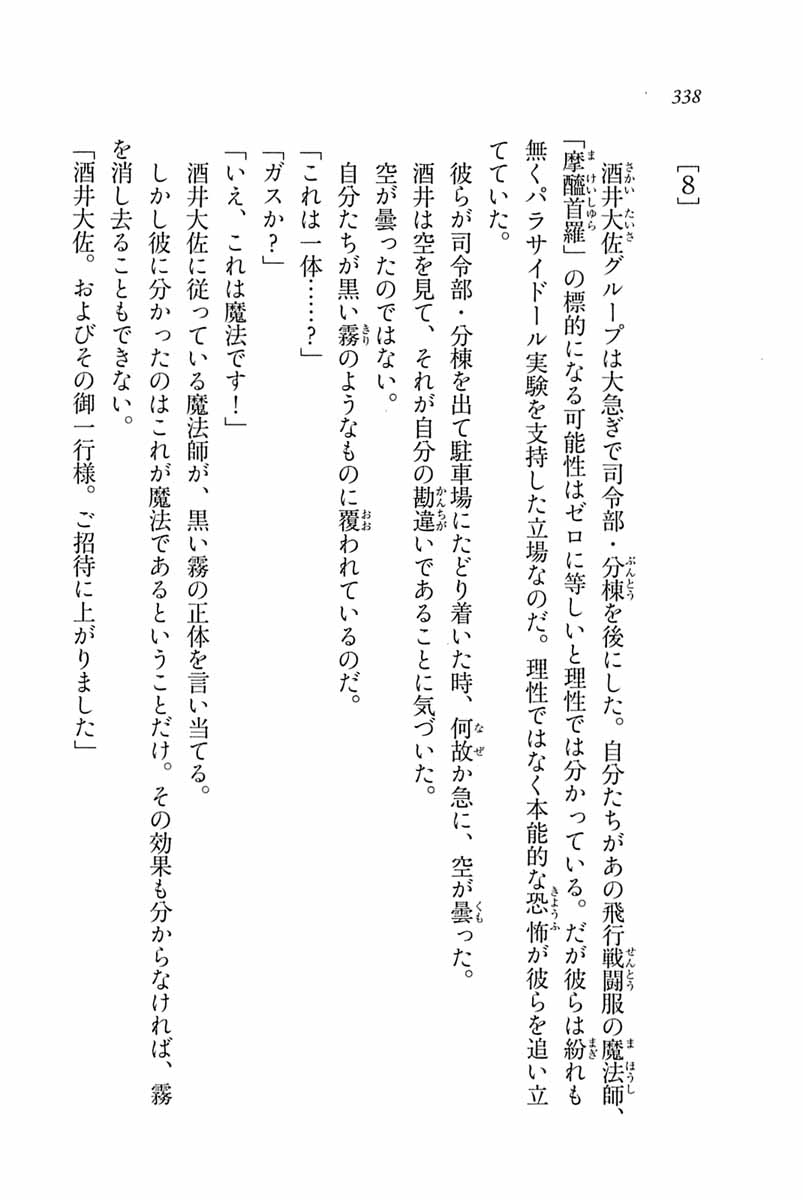 338
[8]
酒井大佐グループは大急ぎで司令部・分棟を後にした。自分たちがあの飛行戦闘服の魔法師、
「摩醯首羅」の標的になる可能性はゼロに等しいと理性では分かっている。だが彼らは紛れも
無くパラサイドール実験を支持した立場なのだ。理性ではなく本能的な恐怖が彼らを追い立
てていた。
彼らが司令部・分棟を出て駐車場にたどり着いた時、何故か急に、空が曇った。
酒井は空を見て、それが自分の勘違いであることに気づいた。
空が曇ったのではない。
自分たちが黒い霧のようなものに覆われているのだ。
「これは一体……？」
「ガスか？」
「いえ、これは魔法です！」
酒井大佐に従っている魔法師が、黒い霧の正体を言い当てる。
しかし彼に分かったのはこれが魔法であるということだけ。その効果も分からなければ、霧
を消し去ることもできない。
「酒井大佐。およびその御一行様。ご招待に上がりました」